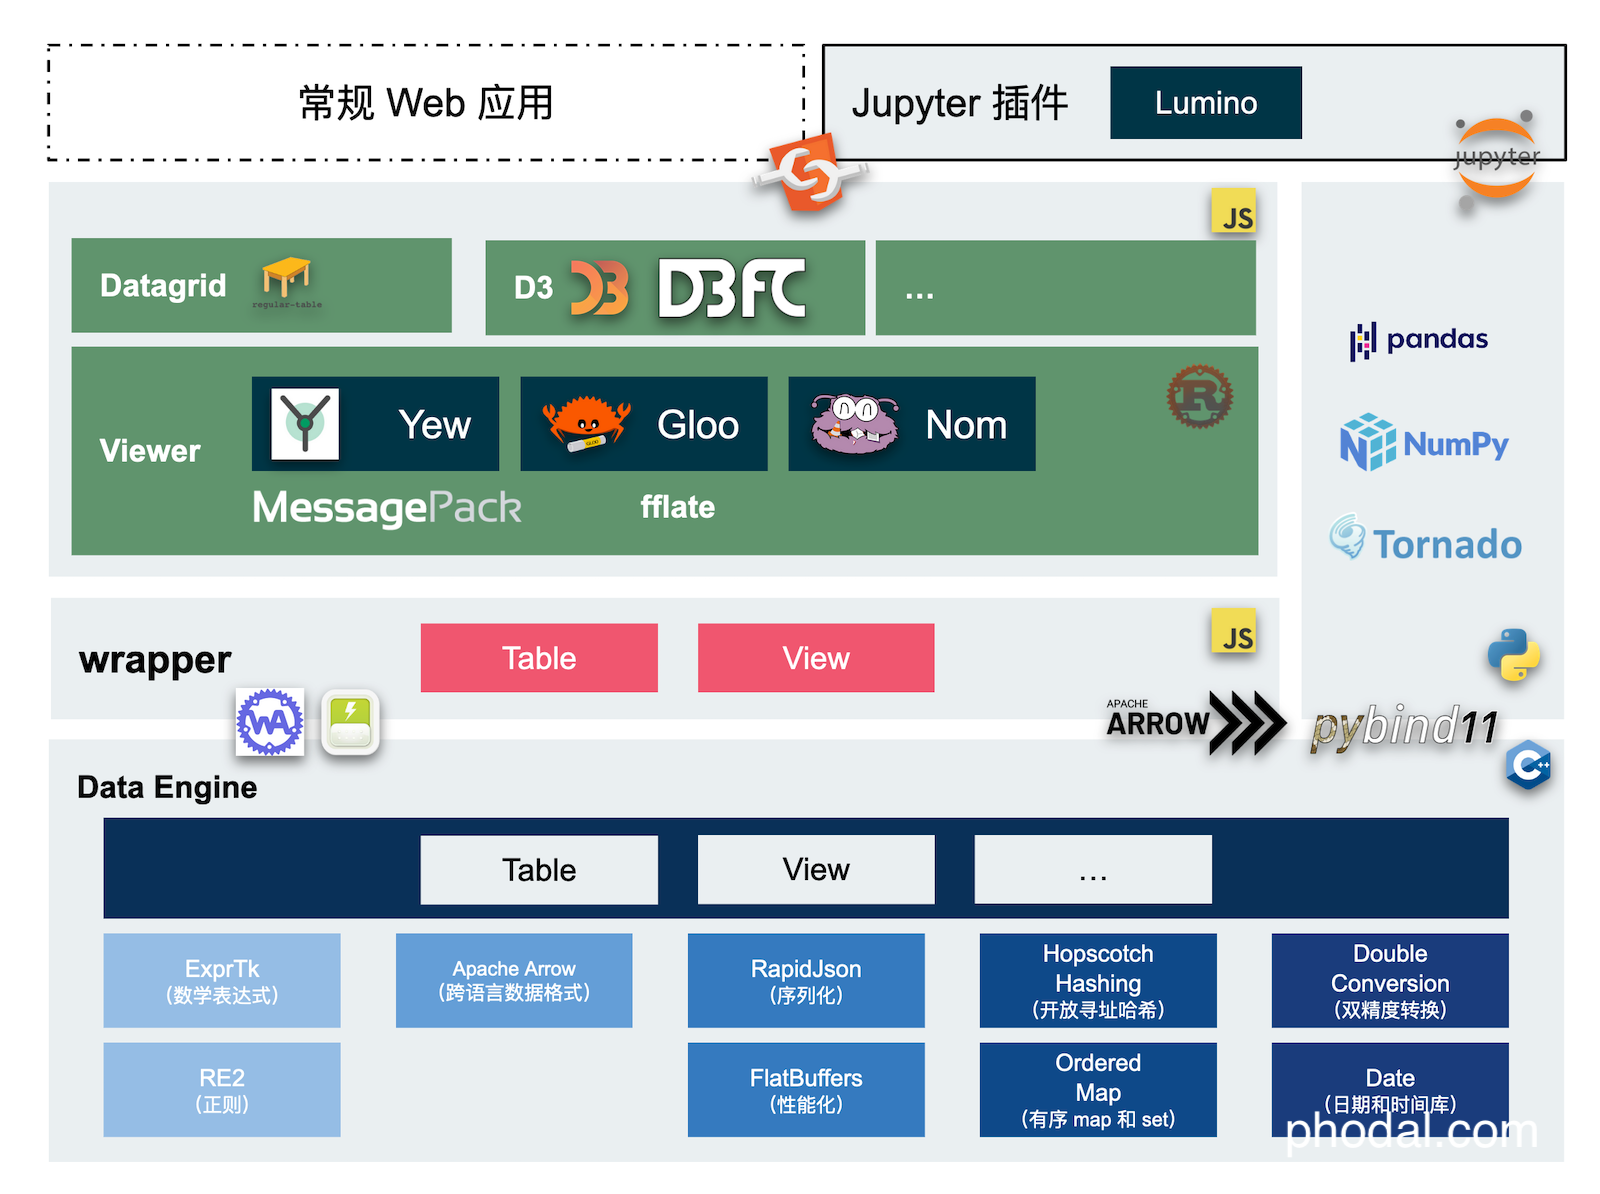 常规 Web 应用
Jupyter 插件
Lumino
jupyter
JS
Datagrid
regular-table
D3
D3
D3FC
...
Viewer
Yew
GLOO
Gloo
Nom
R
MessagePack
fflate
pandas
NumPy
Tornado
wrapper
Table
View
JS
WA
APACHE
ARROW
pybind11
C++
Data Engine
Table
View
...
ExprTk
（数学表达式）
Apache Arrow
（跨语言数据格式）
RapidJson
（序列化）
Hopscotch
Hashing
（开放寻址哈希）
Double
Conversion
（双精度转换）
RE2
（正则）
FlatBuffers
（性能化）
Ordered
Map
（有序 map 和 set）
Date
（日期和时间库）
phodal.com